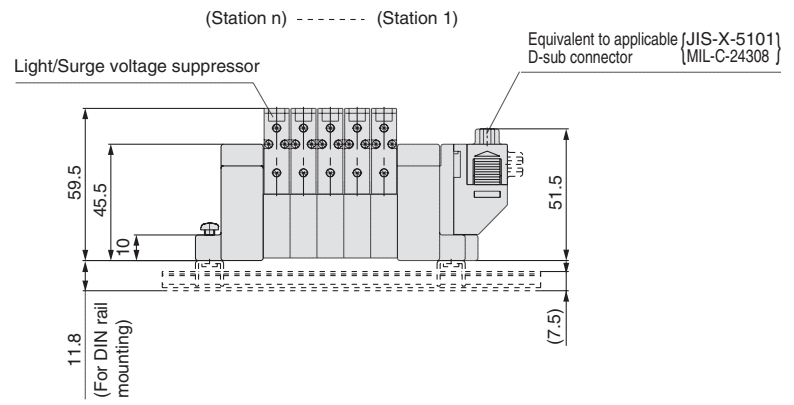 (Station n) ------ (Station 1)
Equivalent to applicable {JIS-X-5101}
D-sub connector {MIL-C-24308}
Light/Surge voltage suppressor
59.5
45.5
10
51.5
11.8
(For DIN rail
mounting)
(7.5)